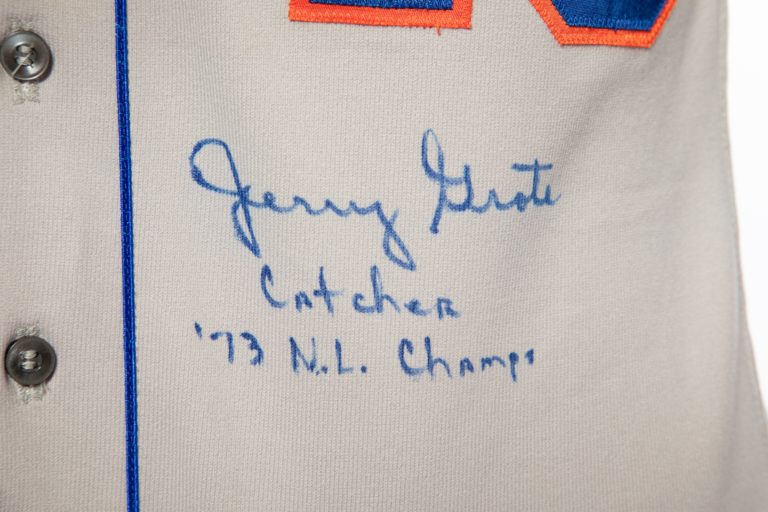 Jerry Grote
Catcher
'73 N.L. Champs